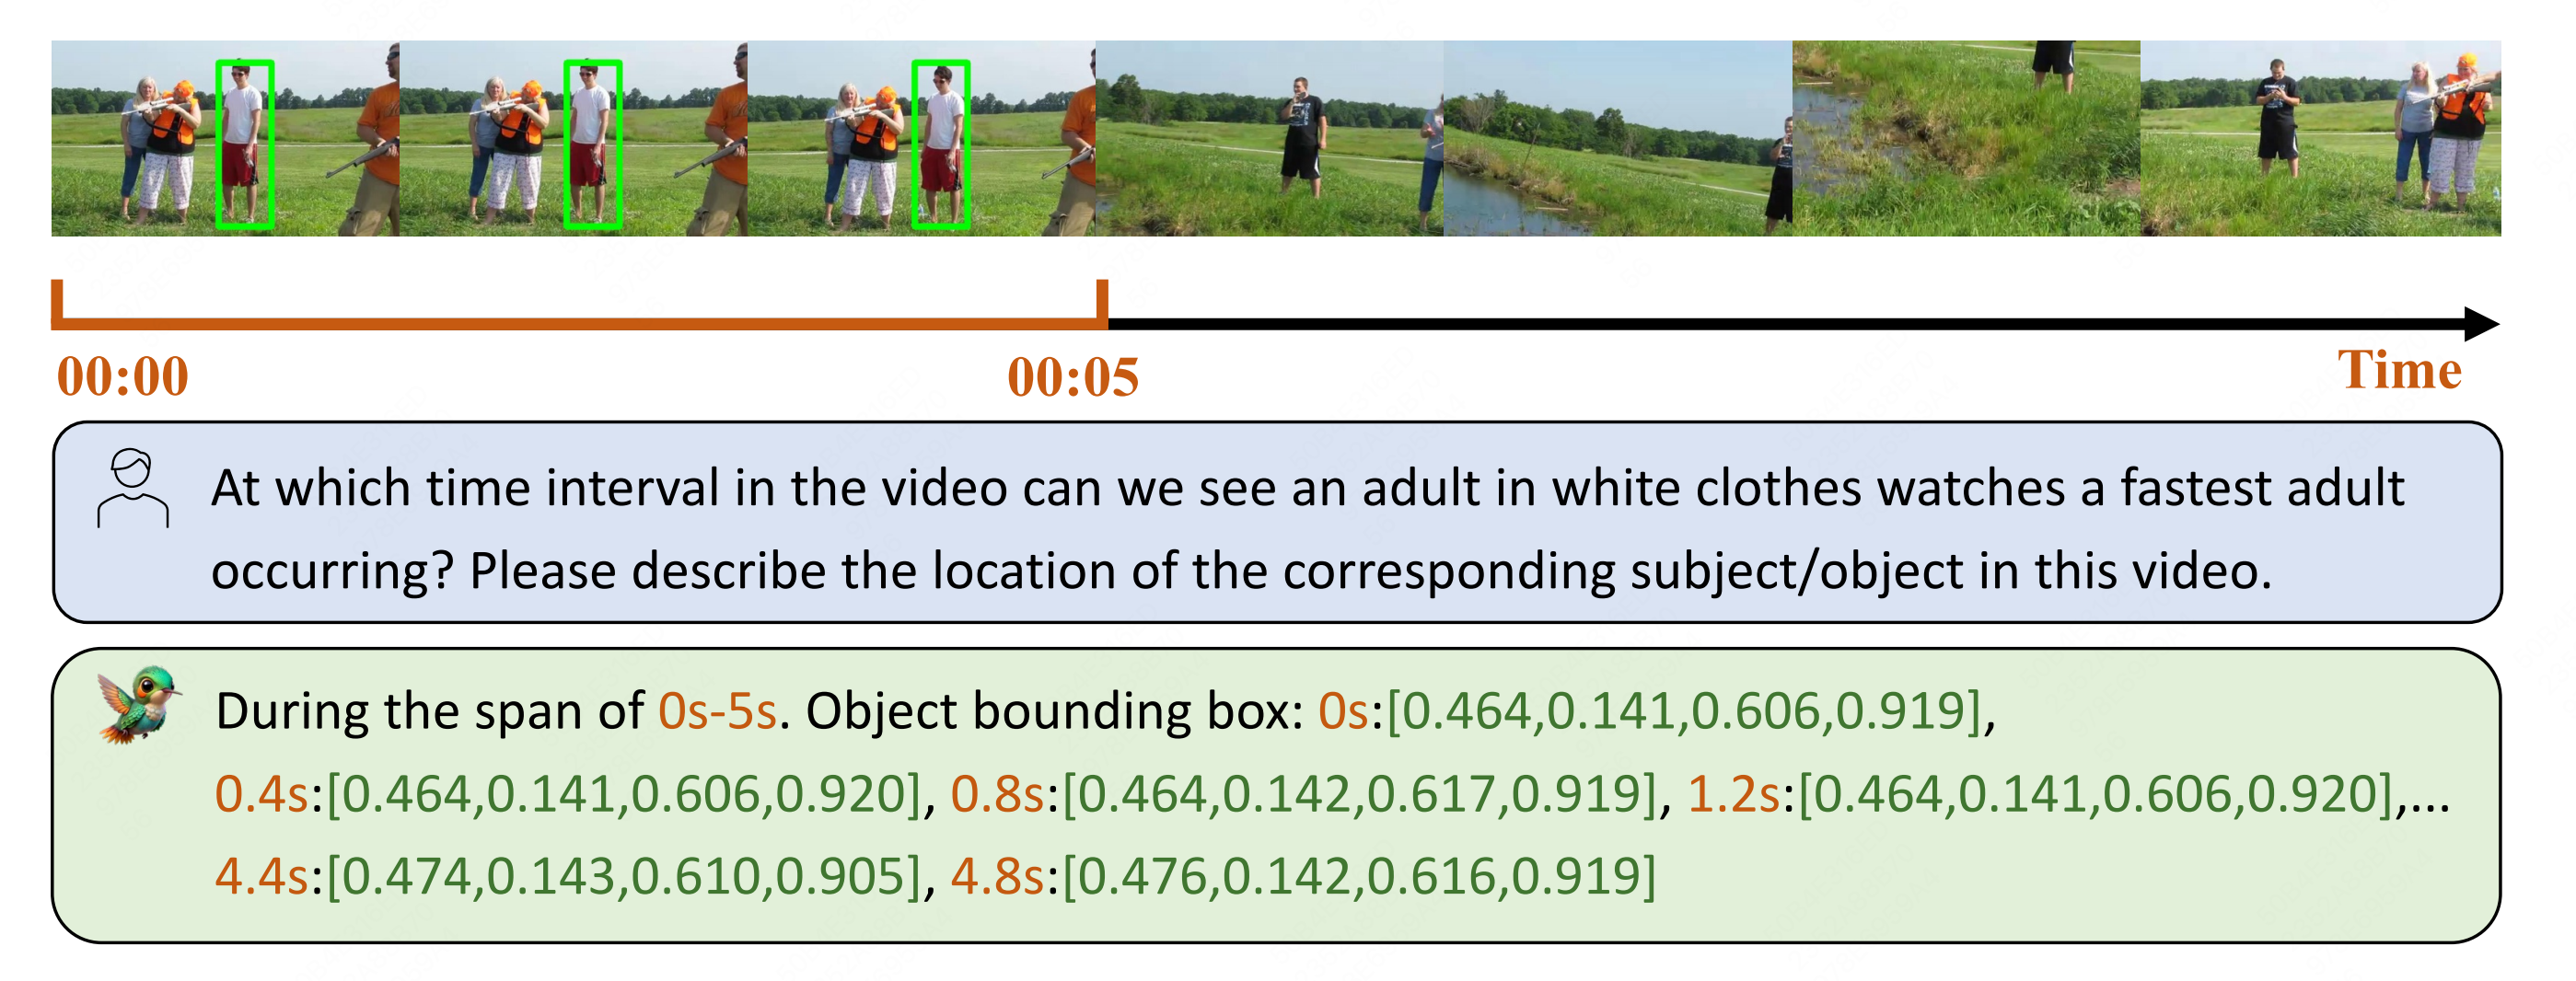 00:00
00:05
Time
At which time interval in the video can we see an adult in white clothes watches a fastest adult
occurring? Please describe the location of the corresponding subject/object in this video.
During the span of 0s-5s. Object bounding box: 0s:[0.464,0.141,0.606,0.919],
0.4s:[0.464,0.141,0.606,0.920], 0.8s:[0.464,0.142,0.617,0.919], 1.2s:[0.464,0.141,0.606,0.920],...
4.4s:[0.474,0.143,0.610,0.905], 4.8s:[0.476,0.142,0.616,0.919]